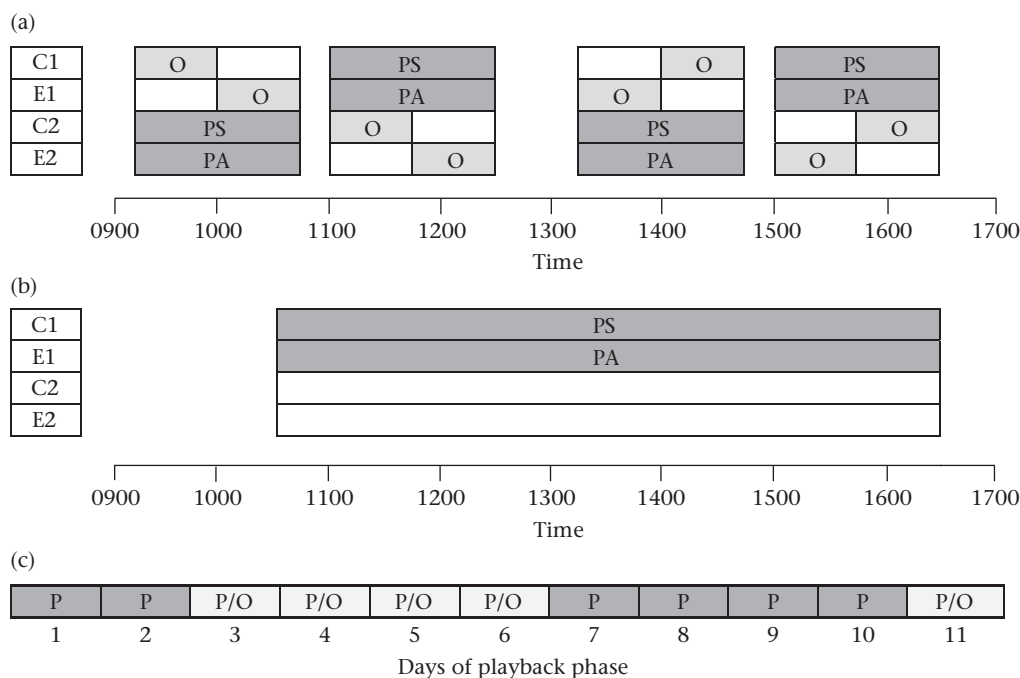 (a)
C1 O PS O PS
E1 O PA O PA
C2 PS O PS O
E2 PA O PA O
0900 1000 1100 1200 1300 1400 1500 1600 1700
Time
(b)
C1 PS
E1 PA
C2
E2
0900 1000 1100 1200 1300 1400 1500 1600 1700
Time
(c)
P P P/O P/O P/O P/O P P P P P/O
1 2 3 4 5 6 7 8 9 10 11
Days of playback phase